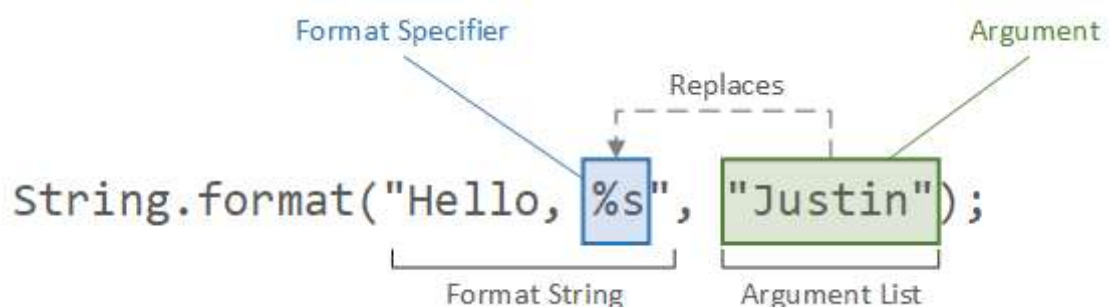 Format Specifier Argument
Replaces
String.format("Hello, %s", "Justin");
Format String Argument List